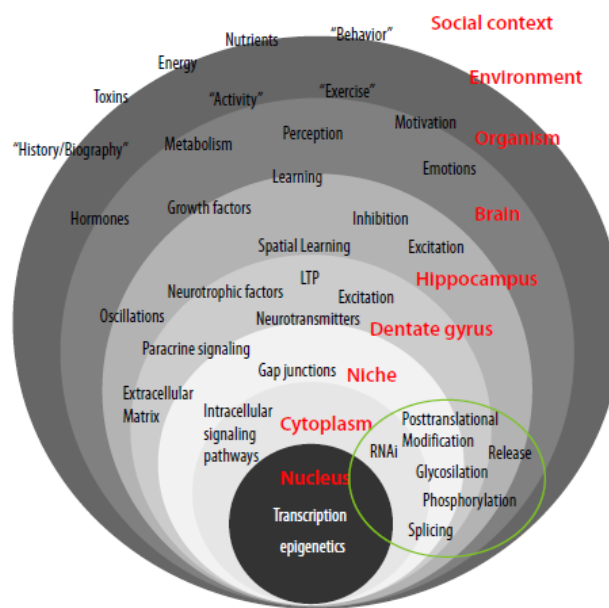 Social context
Nutrients
"Behavior"
Energy
Environment
Toxins
"Activity"
"Exercise"
Motivation
"History/Biography"
Metabolism
Perception
Organism
Emotions
Learning
Hormones
Growth factors
Inhibition
Brain
Spatial Learning
Excitation
LTP
Hippocampus
Neurotrophic factors
Excitation
Oscillations
Neurotransmitters
Dentate gyrus
Paracrine signaling
Gap junctions
Niche
Extracellular
Matrix
Intracellular
signaling
pathways
Cytoplasm
Posttranslational
Modification
RNAi
Release
Glycosilation
Nucleus
Phosphorylation
Transcription
Splicing
epigenetics